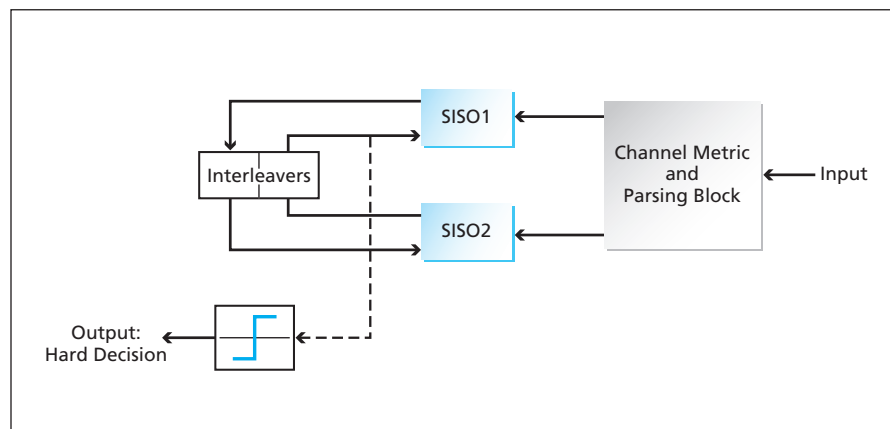 SISO1
Channel Metric
and
Parsing Block
Input
Interleavers
SISO2
Output:
Hard Decision